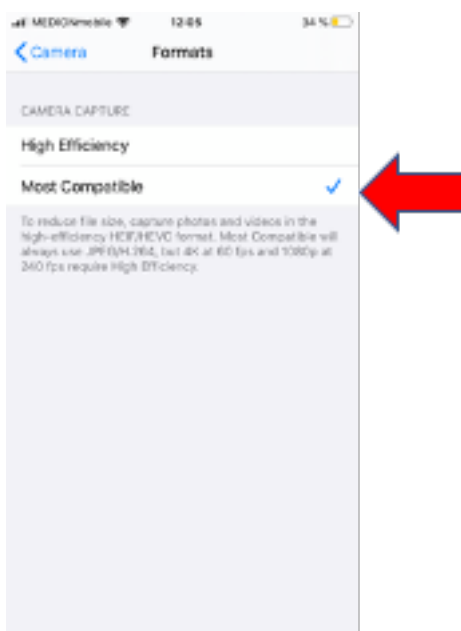 MEDIONmobile 12:05 34 %
Camera Formats
CAMERA CAPTURE
High Efficiency
Most Compatible
To reduce file size, capture photos and videos in the
high-efficiency HEIF/HEVC format. Most Compatible will
always use JPEG/H.264, but 4K at 60 fps and 1080p at
240 fps require High Efficiency.